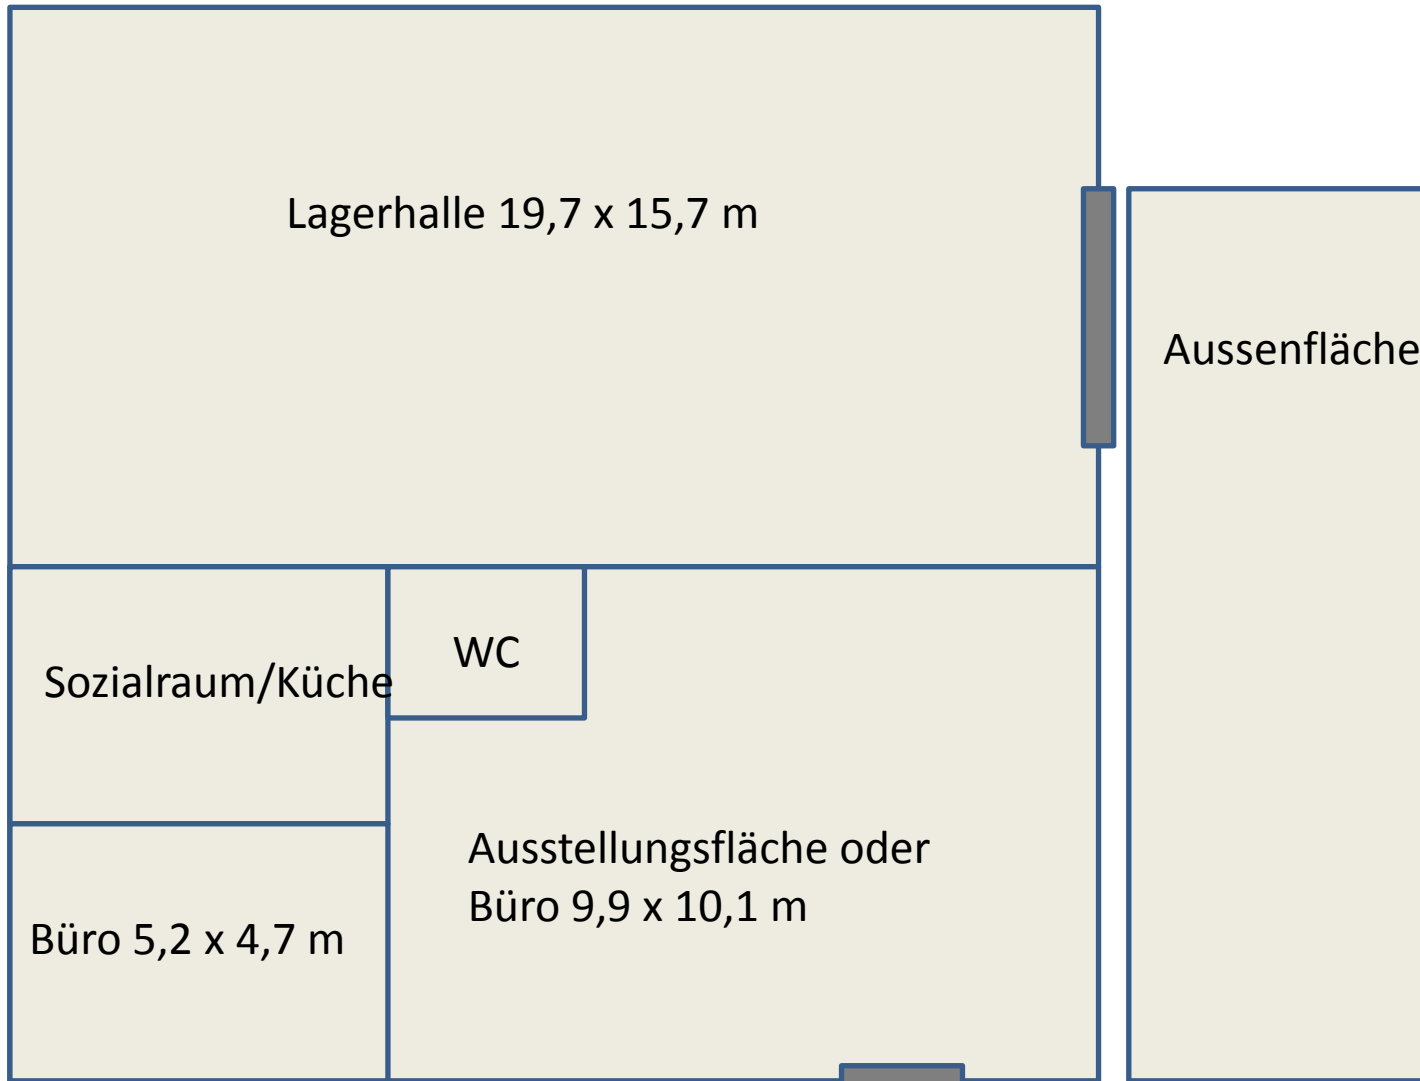 Lagerhalle 19,7 x 15,7 m
Aussenfläche
WC
Sozialraum/Küche
Ausstellungsfläche oder
Büro 9,9 x 10,1 m
Büro 5,2 x 4,7 m